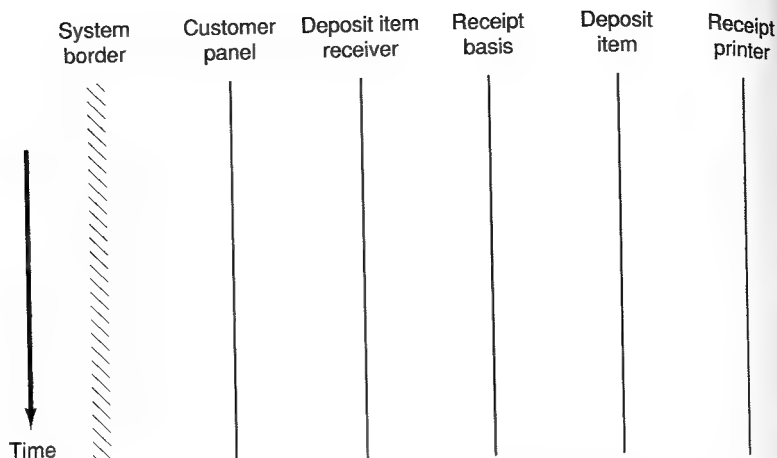 System
border
Customer
panel
Deposit item
receiver
Receipt
basis
Deposit
item
Receipt
printer
Time